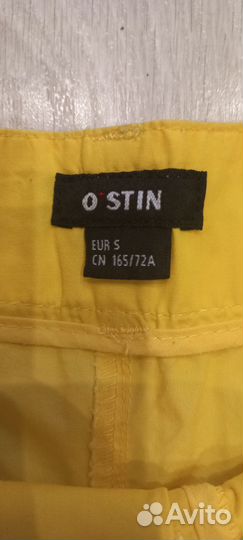 O'STIN
EUR S
CN 165/72A
Avito